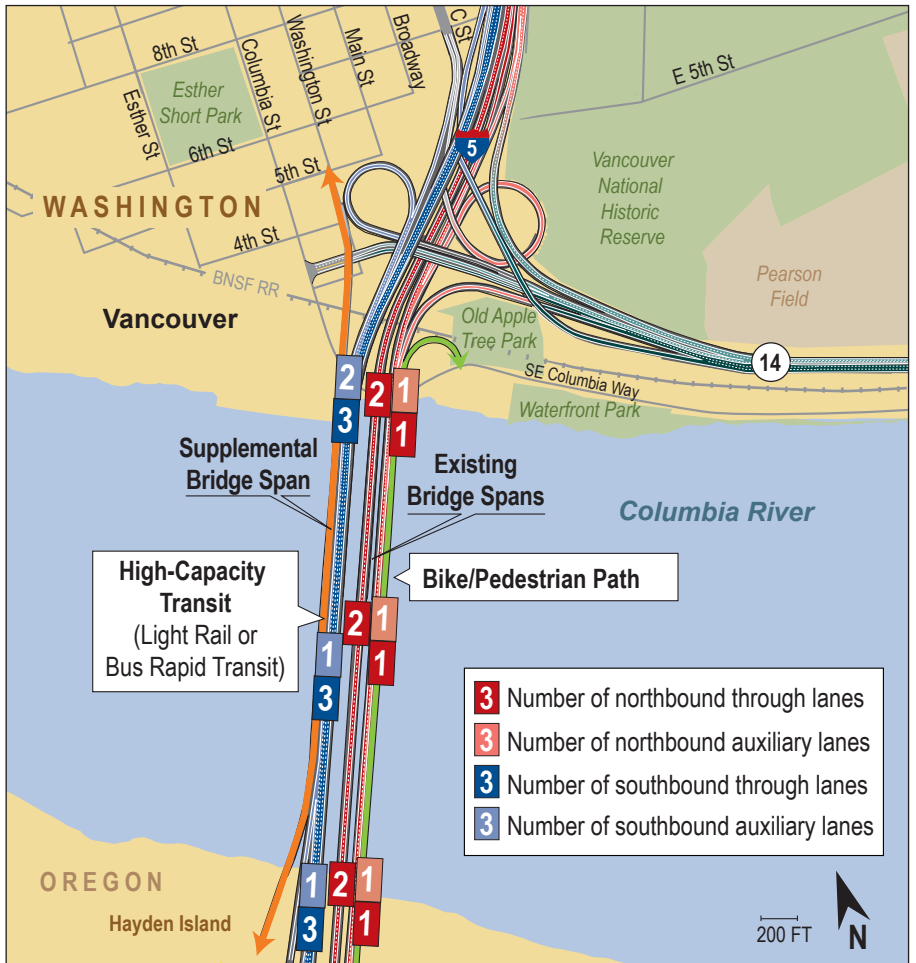 C St
Broadway
Main St
Washington St
Columbia St
8th St
Esther
Short Park
Esther St
6th St
5th St
4th St
E 5th St
5
Vancouver
National
Historic
Reserve
WASHINGTON
BNSF RR
Pearson
Field
Vancouver
Old Apple
Tree Park
14
SE Columbia Way
Waterfront Park
2
3
2
1
1
Supplemental
Bridge Span
Existing
Bridge Spans
Columbia River
High-Capacity
Transit
(Light Rail or
Bus Rapid Transit)
Bike/Pedestrian Path
1
3
2
1
1
3 Number of northbound through lanes
3 Number of northbound auxiliary lanes
3 Number of southbound through lanes
3 Number of southbound auxiliary lanes
1
3
2
1
1
OREGON
Hayden Island
200 FT
N